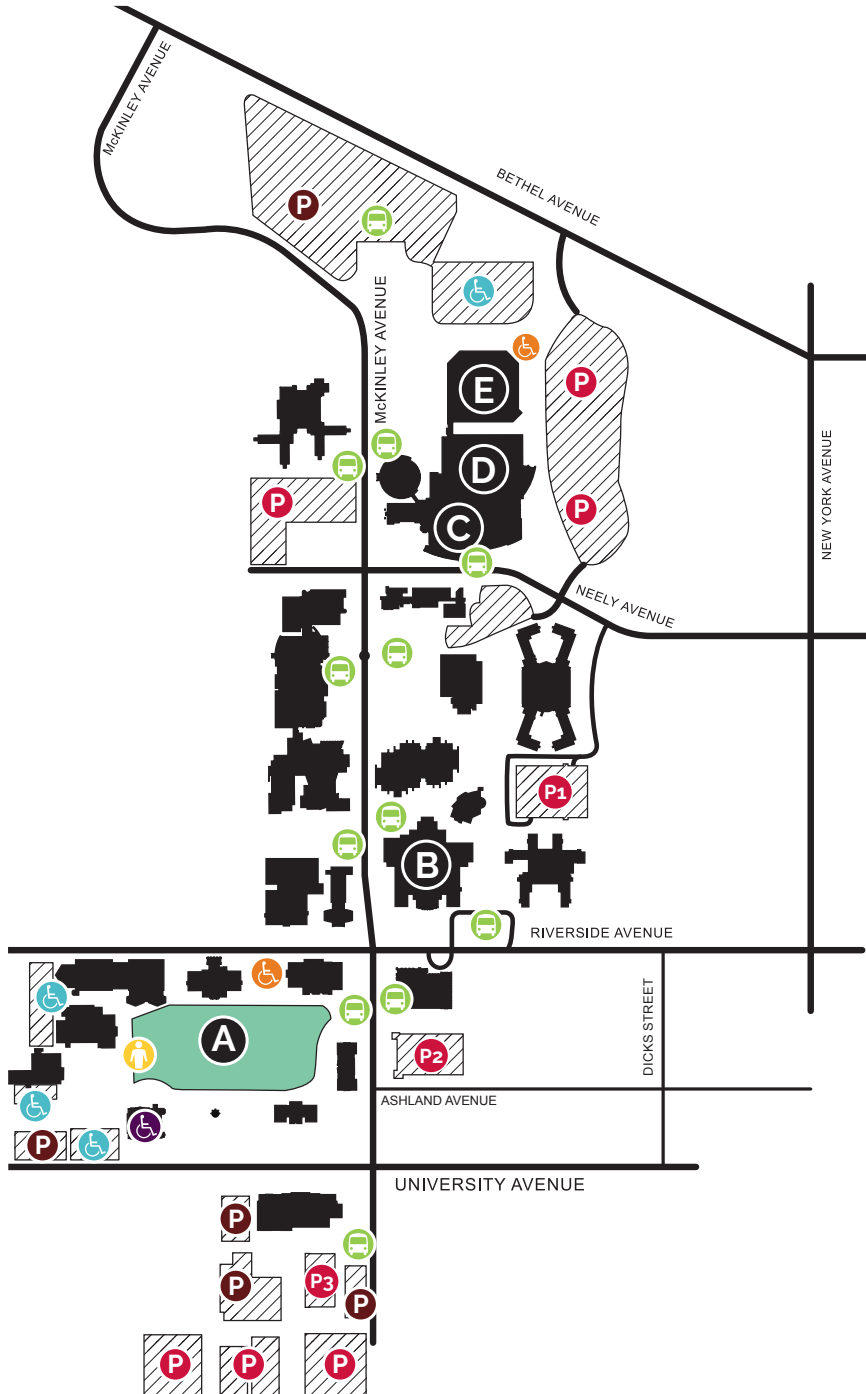 McKINLEY AVENUE
BETHEL AVENUE
P
McKINLEY AVENUE
E
P
NEW YORK AVENUE
D
P
P
C
NEELY AVENUE
P1
B
RIVERSIDE AVENUE
DICKS STREET
A
P2
ASHLAND AVENUE
P
UNIVERSITY AVENUE
P
P3
P
P
P
P
P